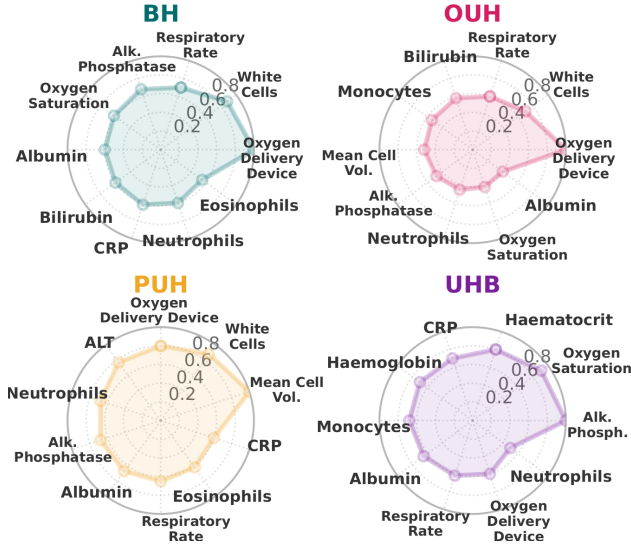 BH
Respiratory
Rate
Alk.
Phosphatase
White
Cells
Oxygen
Saturation
0.8
0.6
0.4
0.2
Albumin
Oxygen
Delivery
Device
Bilirubin
Eosinophils
CRP
Neutrophils
OUH
Respiratory
Rate
Bilirubin
White
Cells
Monocytes
0.8
0.6
0.4
0.2
Mean Cell
Vol.
Oxygen
Delivery
Device
Alk.
Phosphatase
Albumin
Neutrophils
Oxygen
Saturation
PUH
Oxygen
Delivery Device
White
Cells
ALT
0.8
0.6
0.4
0.2
Mean Cell
Vol.
Neutrophils
Alk.
Phosphatase
CRP
Albumin
Eosinophils
Respiratory
Rate
UHB
Haematocrit
CRP
Oxygen
Saturation
Haemoglobin
0.8
0.6
0.4
0.2
Monocytes
Alk.
Phosph.
Albumin
Neutrophils
Respiratory
Rate
Oxygen
Delivery
Device